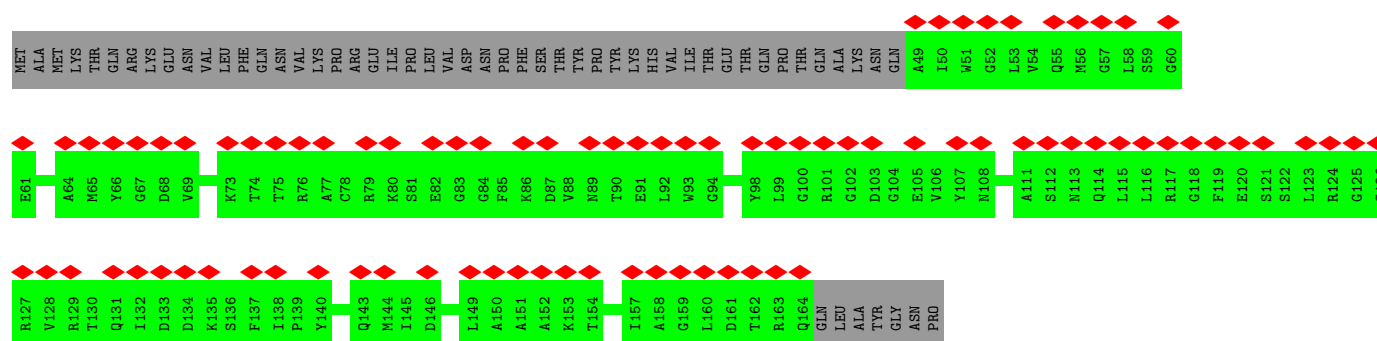 MET ALA MET LYS THR GLN ARG LYS GLU ASN VAL LEU PHE GLN ASN VAL LYS PRO ARG GLU ILE PRO LEU VAL ASP ASN PRO PHE SER THR TYR PRO TYR LYS HIS VAL ILE THR GLU THR GLN PRO THR GLN ALA LYS ASN GLN A49 I50 W51 G52 L53 V54 Q55 M56 G57 L58 S59 G60
E61 A64 M65 Y66 G67 D68 V69 K73 T74 T75 R76 A77 C78 R79 K80 S81 E82 G83 G84 F85 K86 D87 V88 N89 T90 E91 L92 W93 G94 Y98 L99 G100 R101 G102 D103 G104 E105 V106 Y107 N108 A111 S112 N113 Q114 L115 L116 R117 G118 F119 E120 S121 S122 L123 R124 G125
R127 V128 R129 T130 Q131 I132 D133 D134 K135 S136 F137 I138 P139 Y140 Q143 M144 I145 D146 L149 A150 A151 A152 K153 T154 I157 A158 G159 L160 D161 T162 R163 Q164 GLN LEU ALA TYR GLY ASN PRO